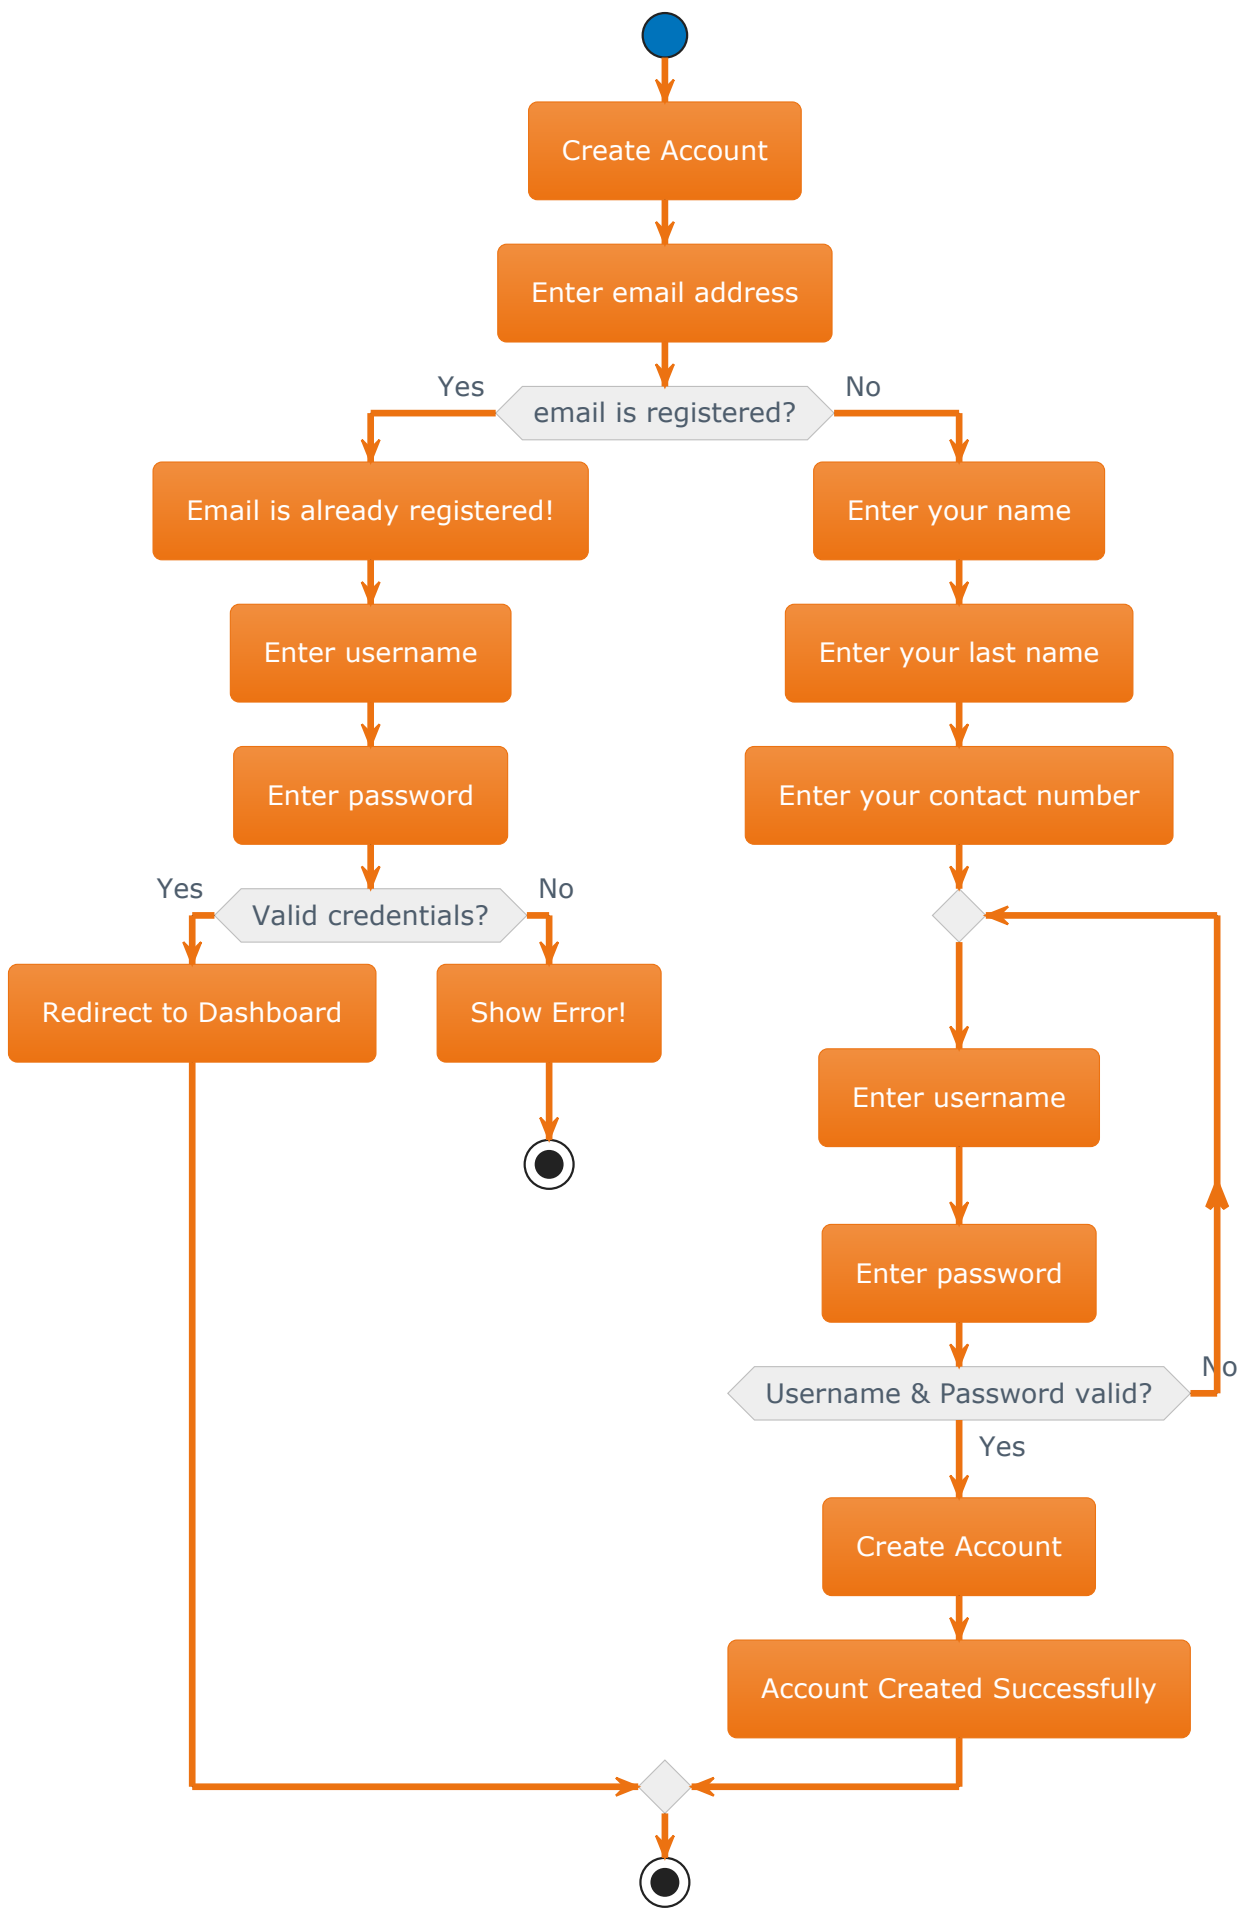 Create Account
Enter email address
Yes
email is registered?
No
Email is already registered!
Enter your name
Enter username
Enter your last name
Enter password
Enter your contact number
Yes
Valid credentials?
No
Redirect to Dashboard
Show Error!
Enter username
Enter password
No
Username & Password valid?
Yes
Create Account
Account Created Successfully